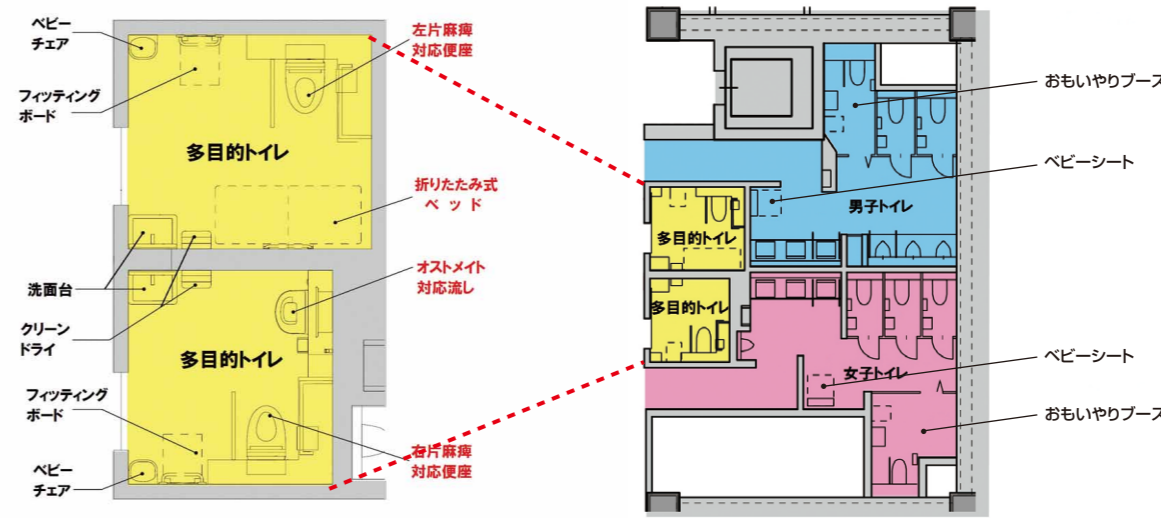 ベビー
チェア
フィッティング
ボード
多目的トイレ
左片麻痺
対応便座
折りたたみ式
ベッド
洗面台
クリーン
ドライ
オストメイト
対応流し
多目的トイレ
フィッティング
ボード
ベビー
チェア
右片麻痺
対応便座
おもいやりブース
ベビーシート
男子トイレ
多目的トイレ
多目的トイレ
女子トイレ
ベビーシート
おもいやりブース